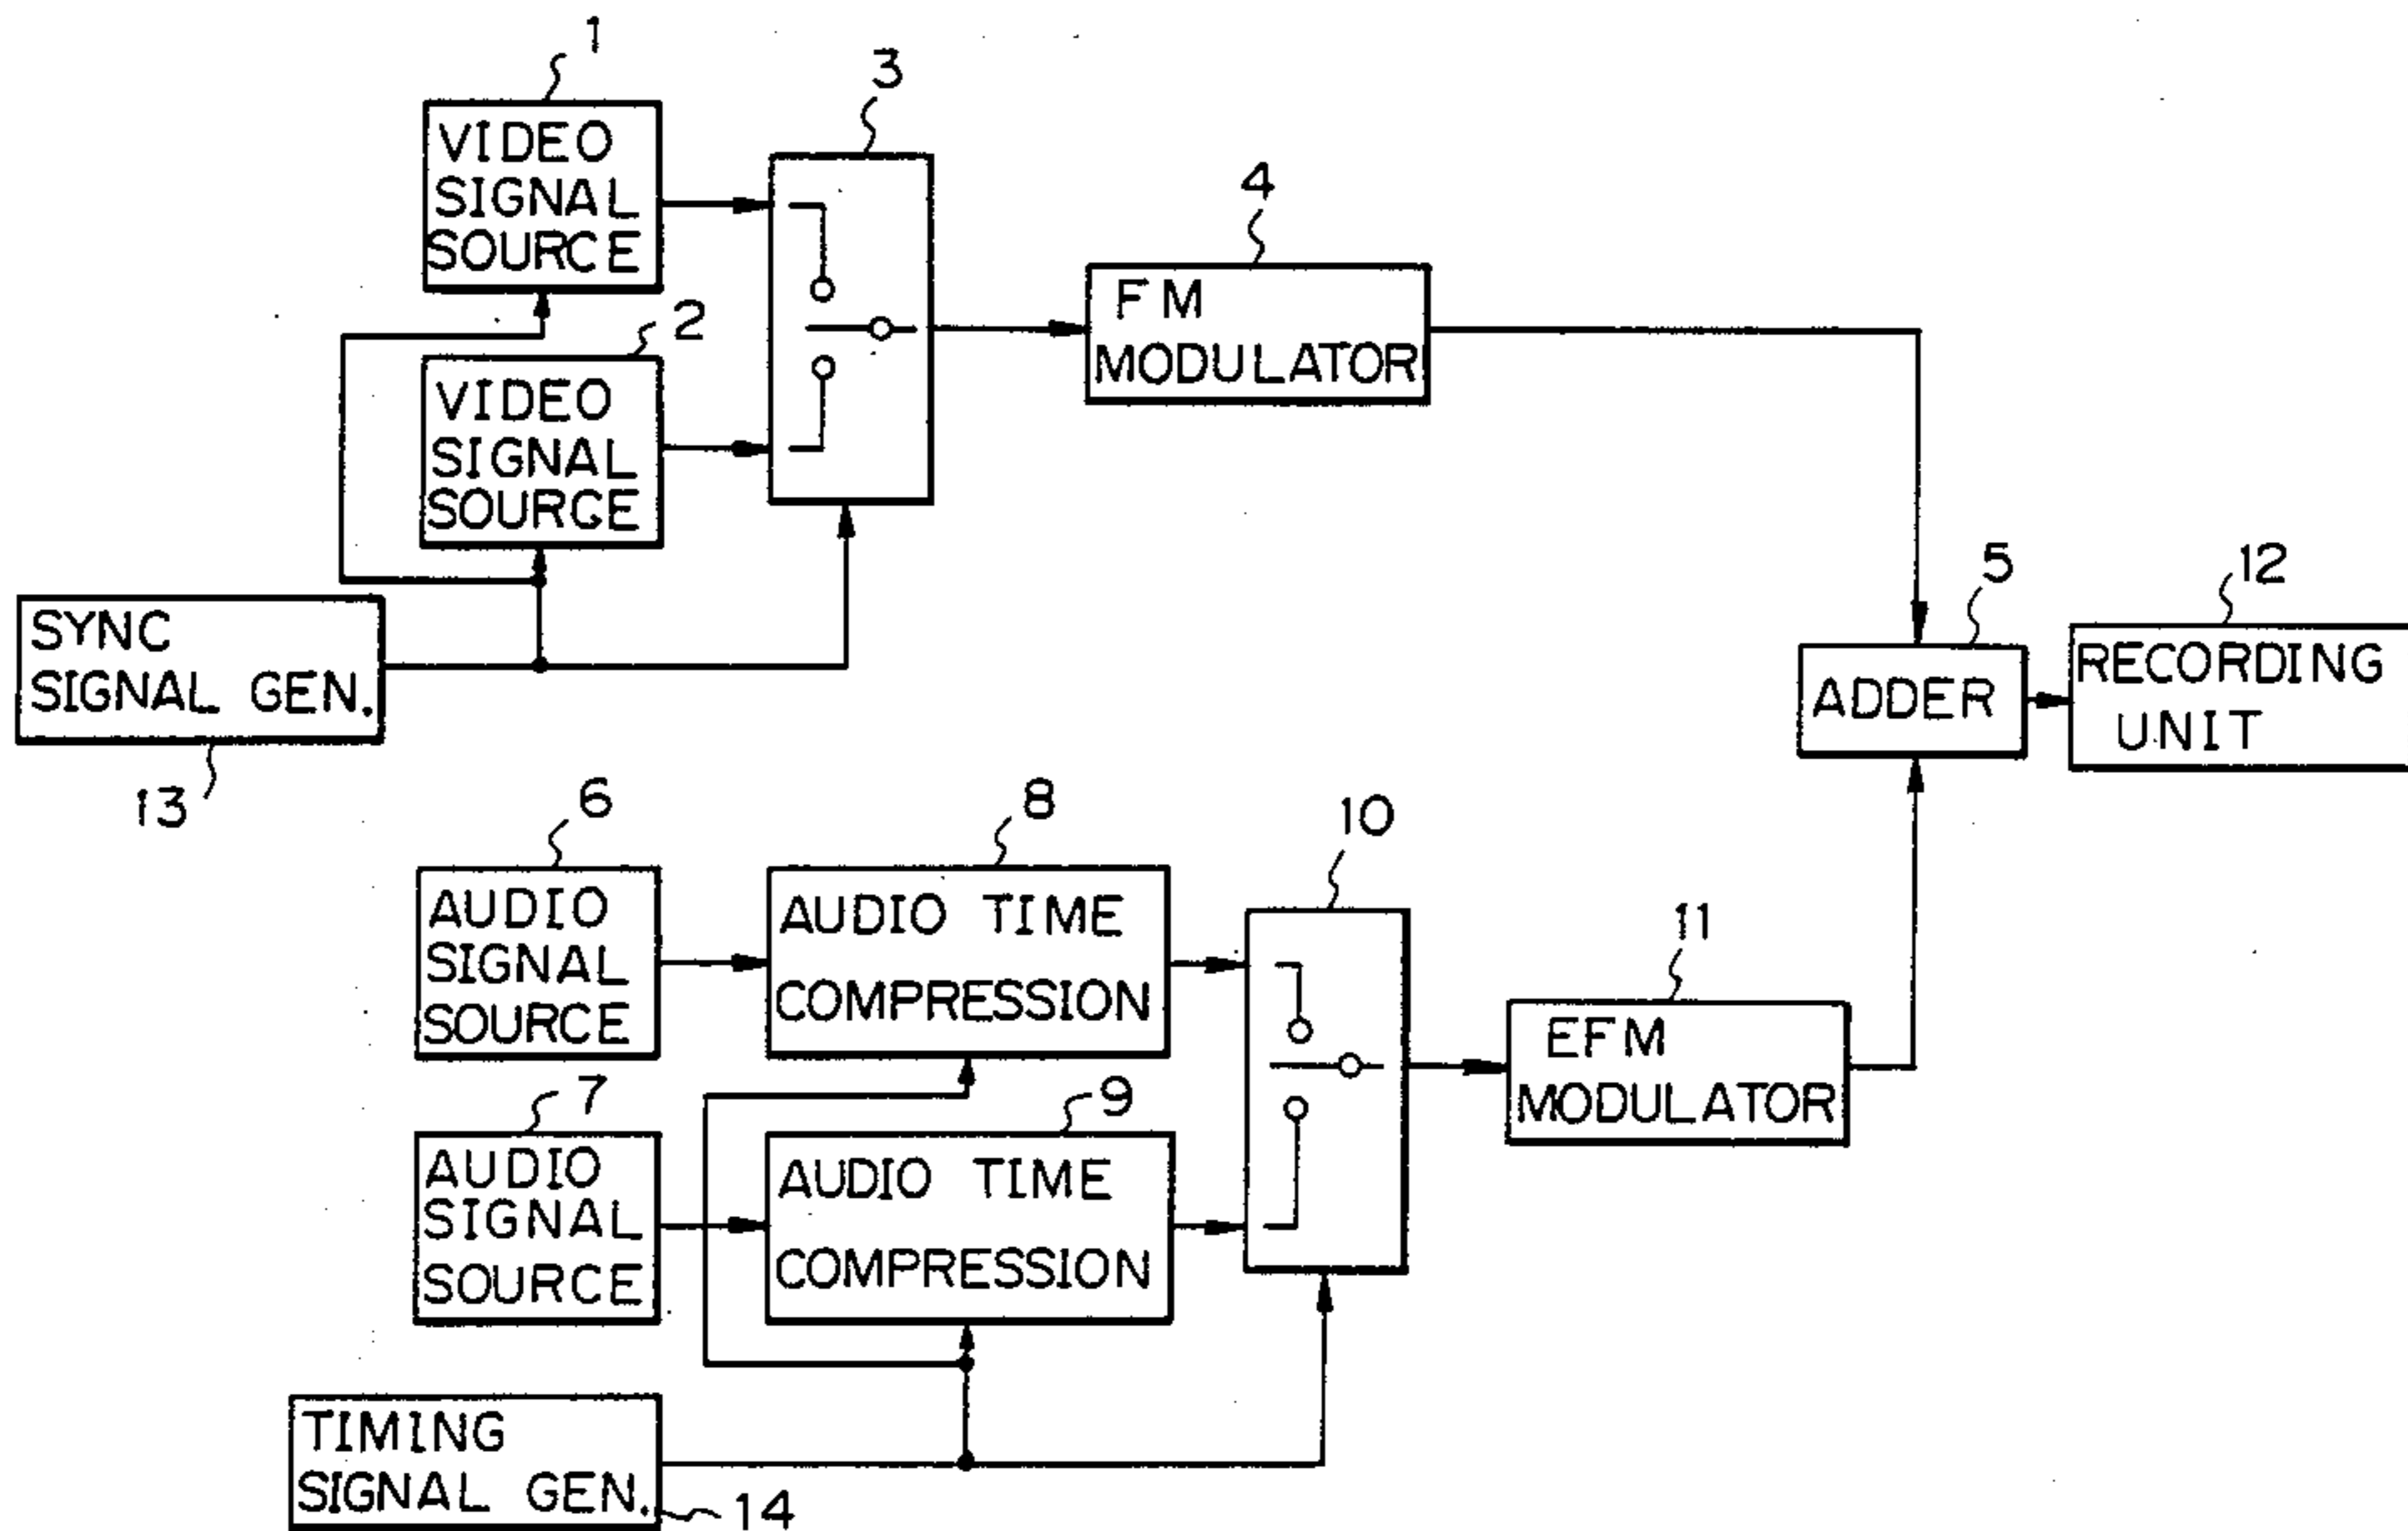 1
VIDEO
SIGNAL
SOURCE
2
VIDEO
SIGNAL
SOURCE
3
4
FM
MODULATOR
SYNC
SIGNAL GEN.
13
5
ADDER
12
RECORDING
UNIT
6
AUDIO
SIGNAL
SOURCE
8
AUDIO TIME
COMPRESSION
10
11
EFM
MODULATOR
7
AUDIO
SIGNAL
SOURCE
9
AUDIO TIME
COMPRESSION
TIMING
SIGNAL GEN.
14